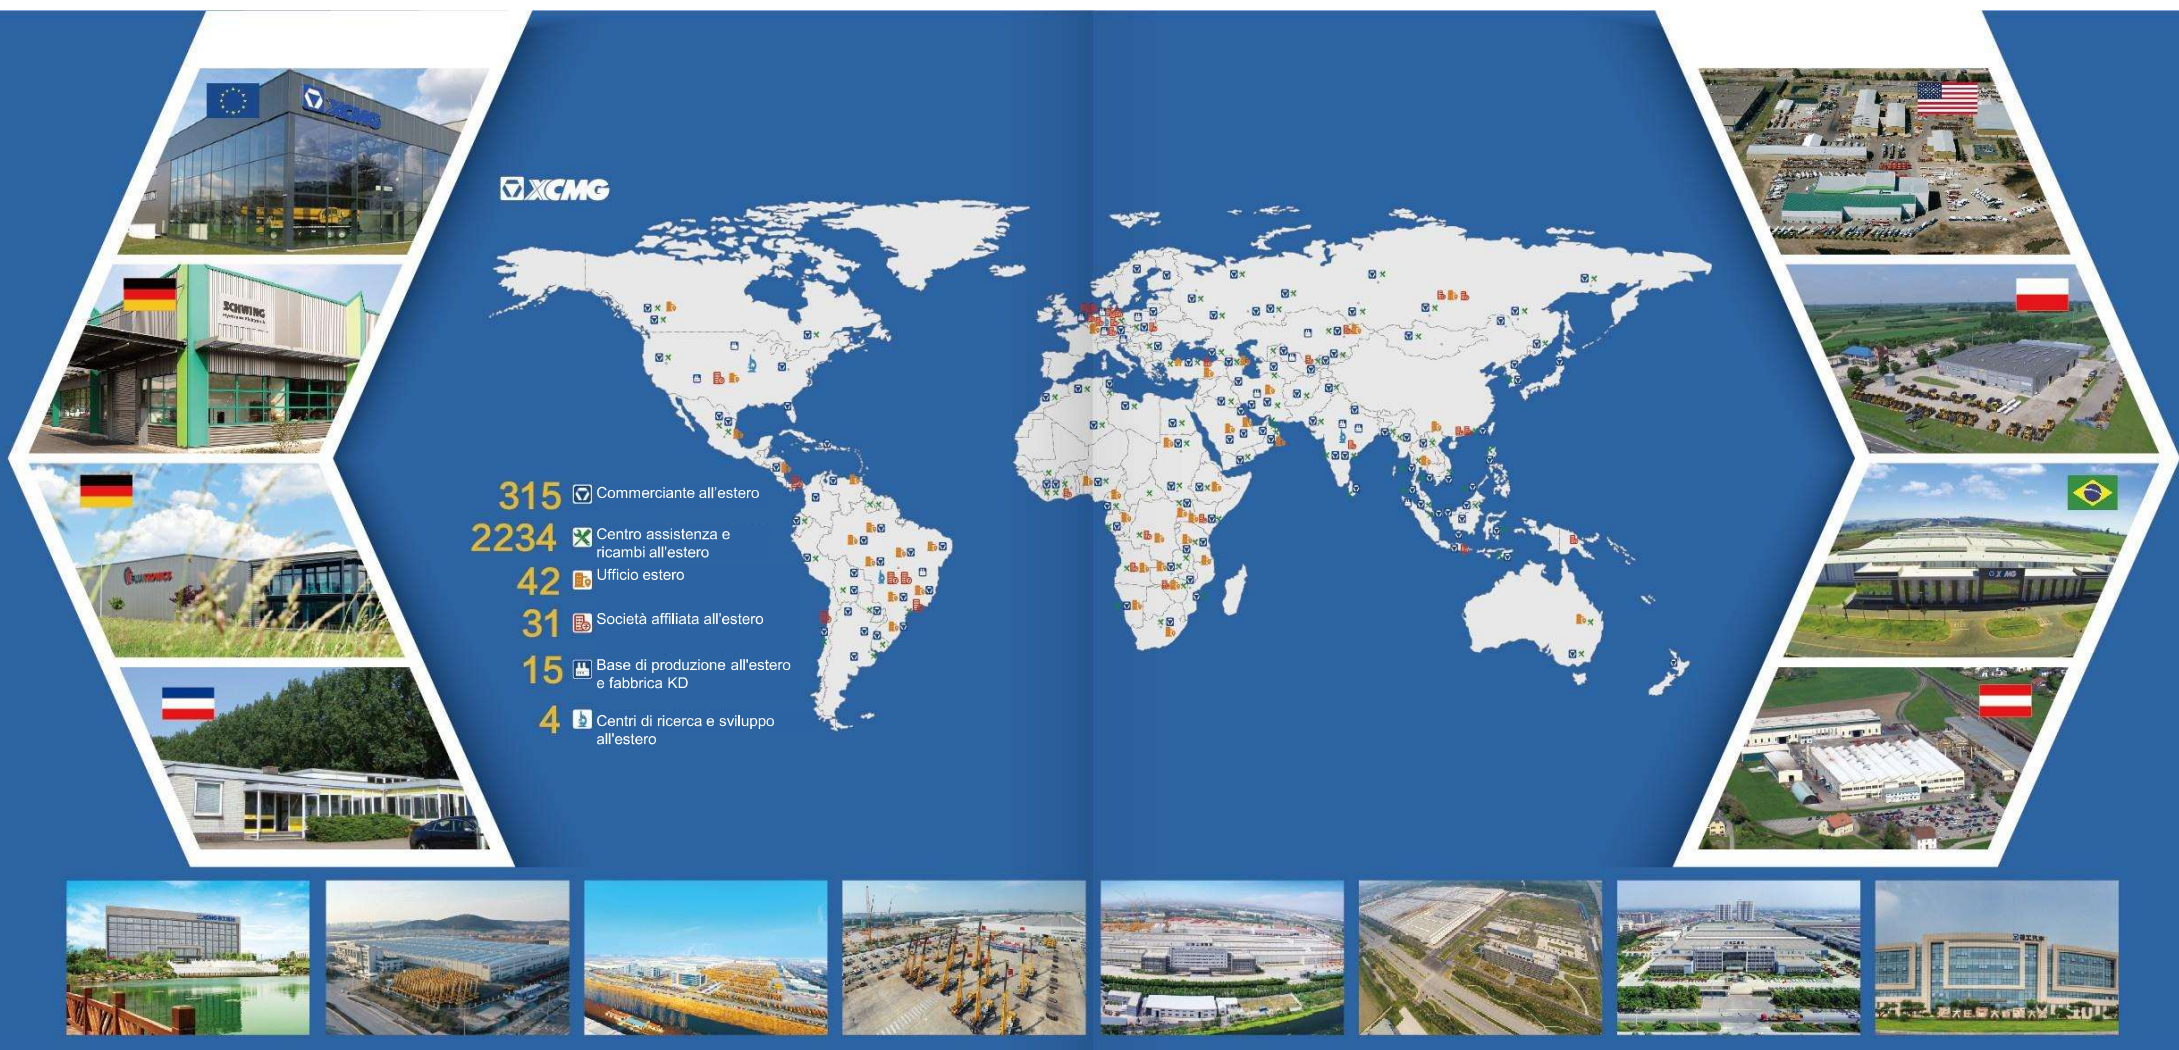 XCMG
SCHWING
XCMG
315 Commerciante all'estero
2234 Centro assistenza e
ricambi all'estero
42 Ufficio estero
31 Società affiliata all'estero
15 Base di produzione all'estero
e fabbrica KD
4 Centri di ricerca e sviluppo
all'estero